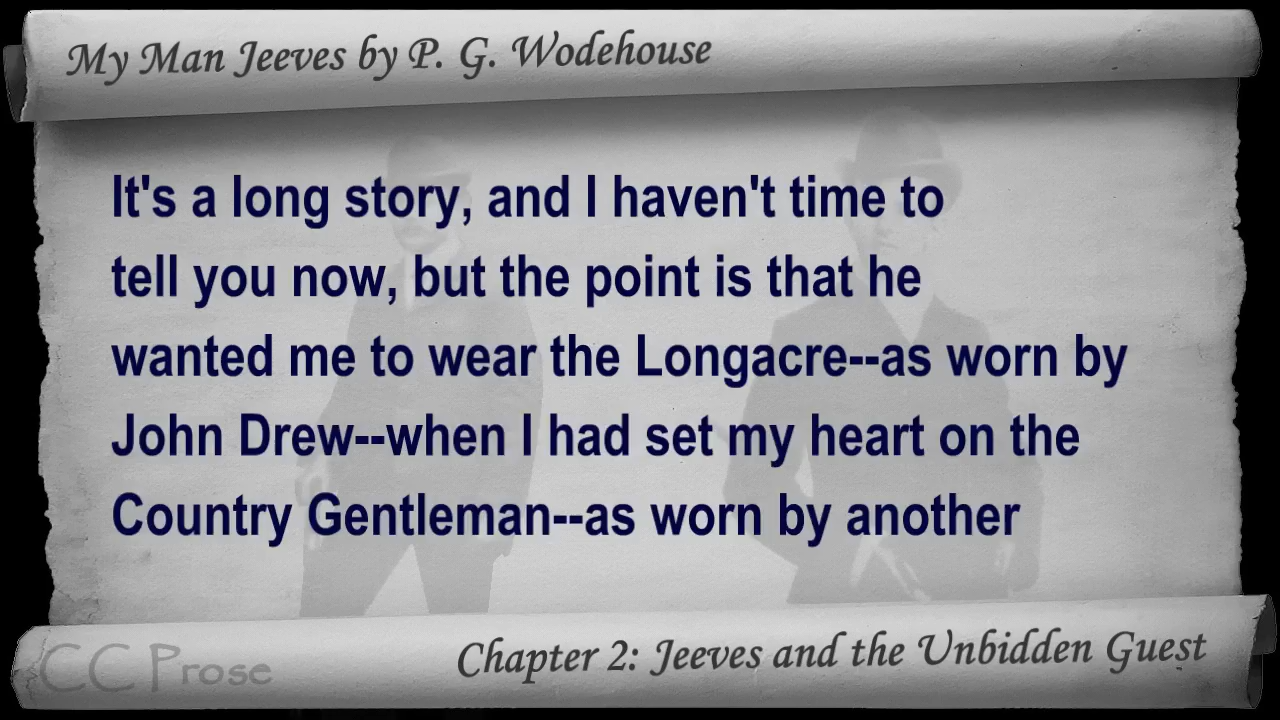 My Man Jeeves by P. G. Wodehouse
It's a long story, and I haven't time to
tell you now, but the point is that he
wanted me to wear the Longacre--as worn by
John Drew--when I had set my heart on the
Country Gentleman--as worn by another
CC Prose
Chapter 2: Jeeves and the Unbidden Guest